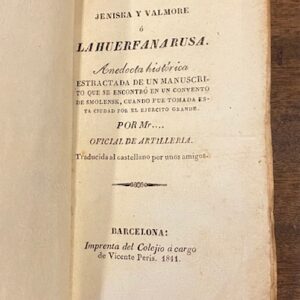 JENISKA Y VALMORE
ó
LA HUERFANA RUSA.
Anecdota histórica
ESTRACTADA DE UN MANUSCRI-
TO QUE SE ENCONTRÓ EN UN CONVENTO
DE SMOLENSK, CUANDO FUE TOMADA ES-
TA CIUDAD POR EL EJERCITO GRANDE.
POR Mr....
OFICIAL DE ARTILLERIA.
Traducida al castellano por unos amigos.
BARCELONA:
Imprenta del Colejio á cargo
de Vicente Peris. 1841.